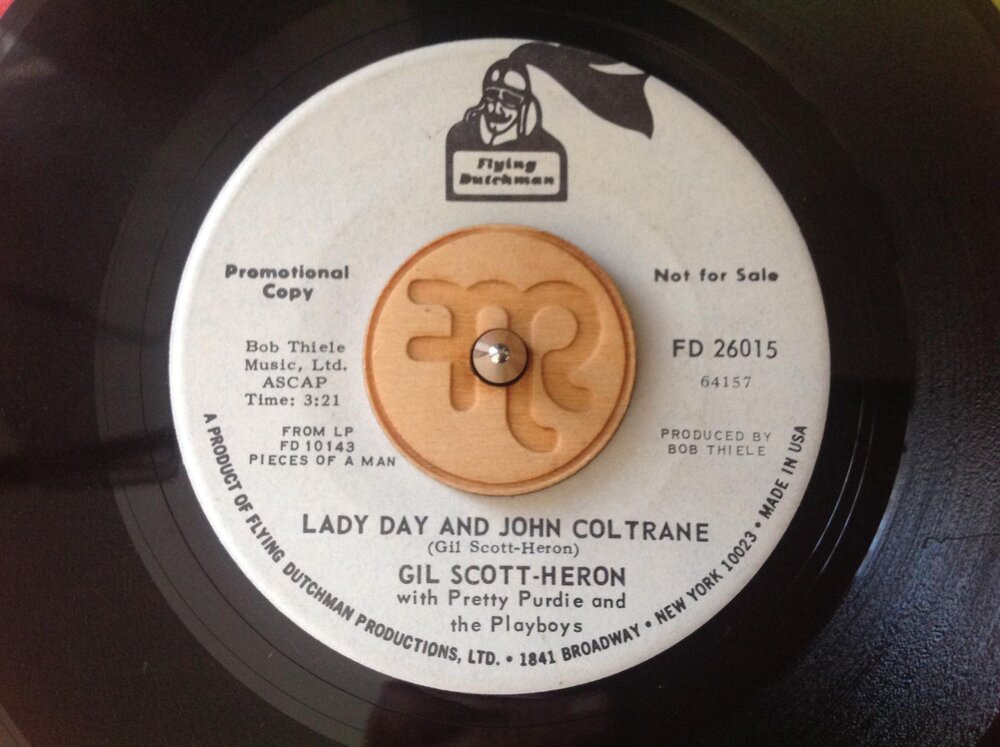 Flying
Dutchman
Promotional
Copy
Not for Sale
Bob Thiele
Music, Ltd.
ASCAP
Time: 3:21
FD 26015
64157
FROM LP
FD 10143
PIECES OF A MAN
PRODUCED BY
BOB THIELE
LADY DAY AND JOHN COLTRANE
(Gil Scott-Heron)
GIL SCOTT-HERON
with Pretty Purdie and
the Playboys
A PRODUCT OF FLYING DUTCHMAN PRODUCTIONS, LTD. • 1841 BROADWAY • NEW YORK 10023 • MADE IN USA